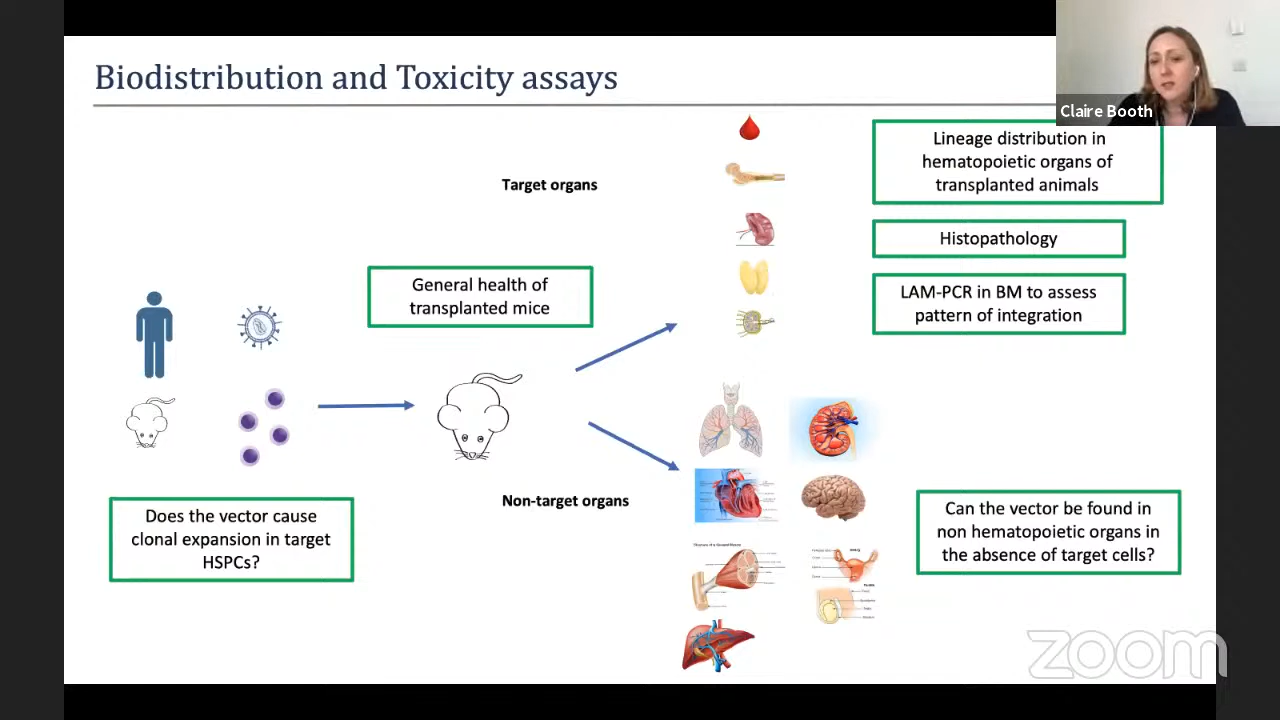 Biodistribution and Toxicity assays
Claire Booth
Target organs
Lineage distribution in
hematopoietic organs of
transplanted animals
Histopathology
General health of
transplanted mice
LAM-PCR in BM to assess
pattern of integration
Non-target organs
Does the vector cause
clonal expansion in target
HSPCs?
Can the vector be found in
non hematopoietic organs in
the absence of target cells?
zoom